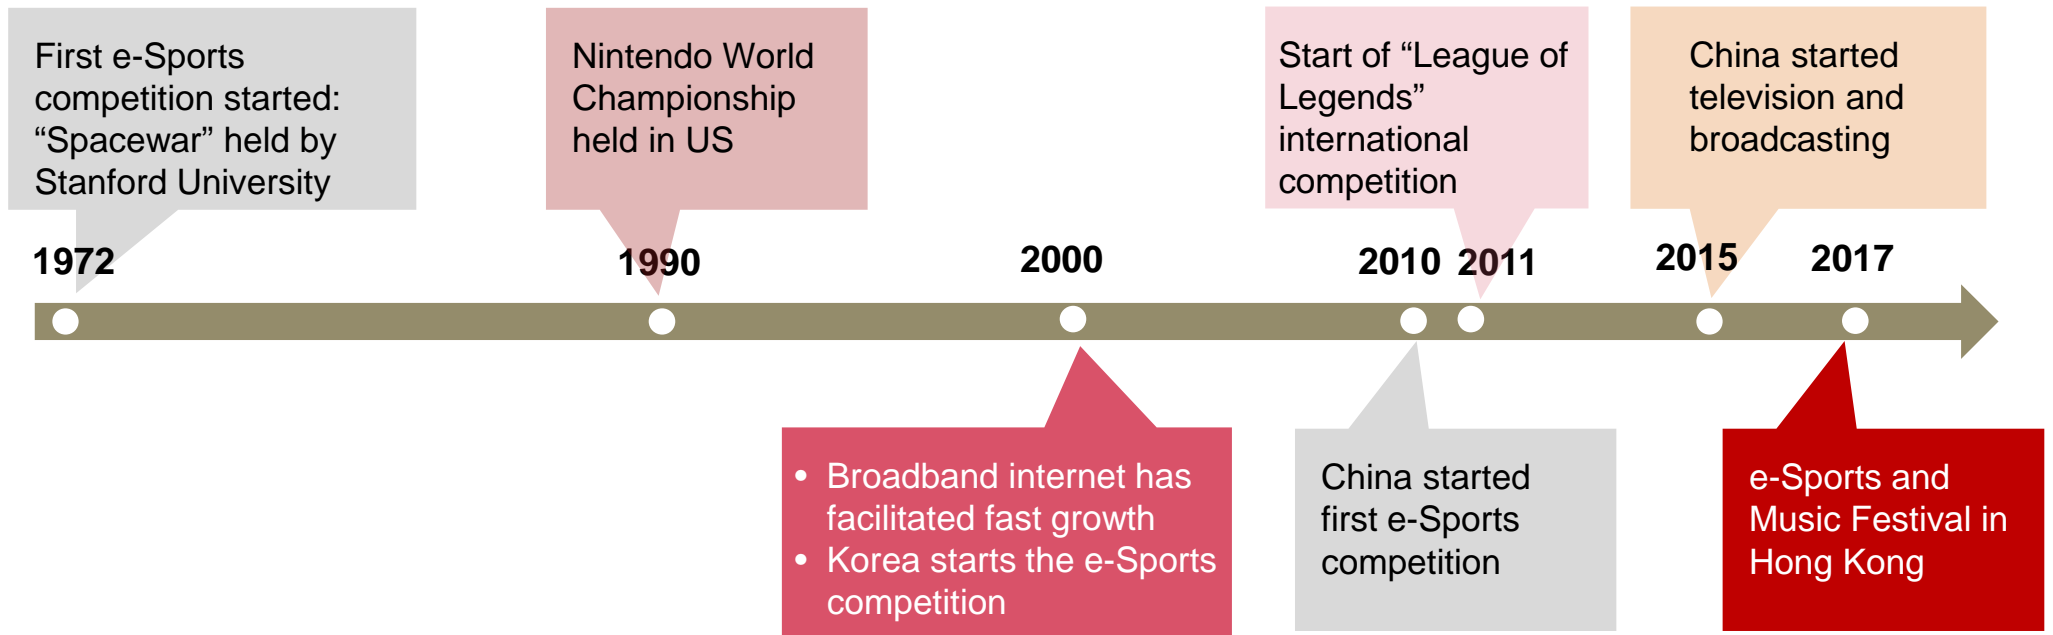 First e-Sports
competition started:
“Spacewar” held by
Stanford University
Nintendo World
Championship
held in US
Start of “League of
Legends”
international
competition
China started
television and
broadcasting
1972
1990
2000
2010
2011
2015
2017
• Broadband internet has
facilitated fast growth
• Korea starts the e-Sports
competition
China started
first e-Sports
competition
e-Sports and
Music Festival in
Hong Kong